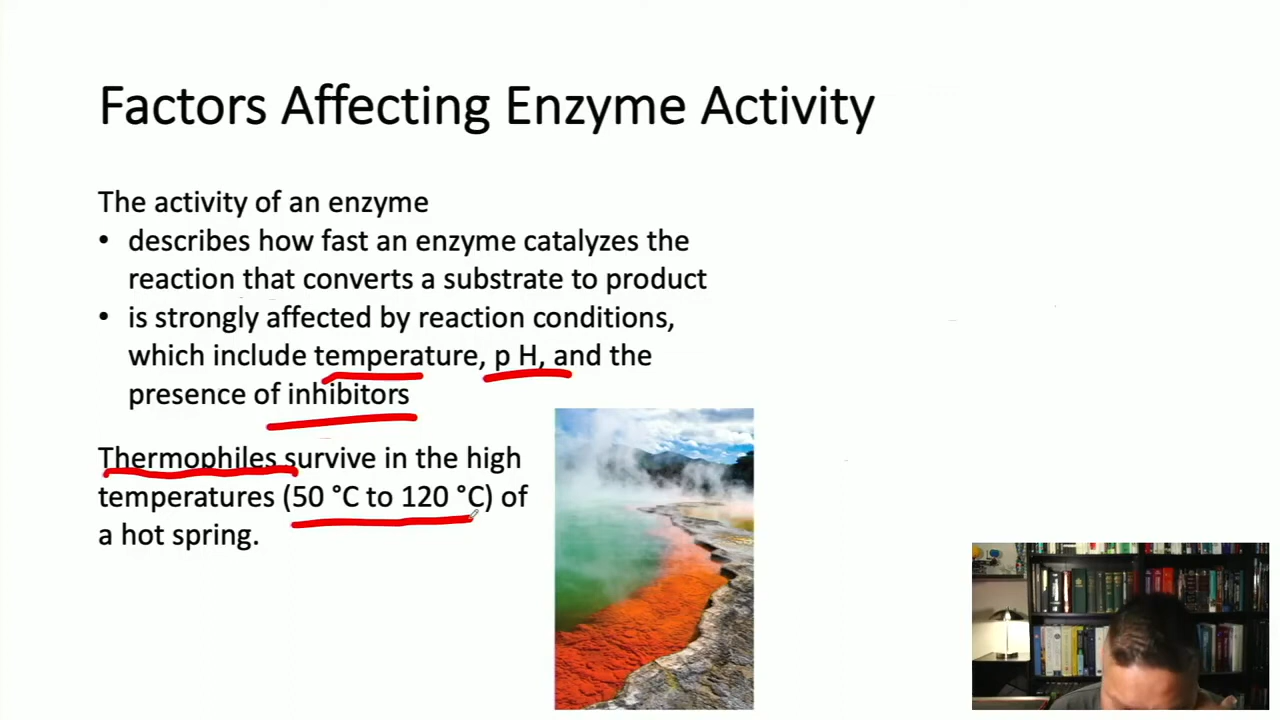 Factors Affecting Enzyme Activity
The activity of an enzyme
• describes how fast an enzyme catalyzes the
reaction that converts a substrate to product
• is strongly affected by reaction conditions,
which include temperature, p H, and the
presence of inhibitors
Thermophiles survive in the high
temperatures (50 °C to 120 °C) of
a hot spring.